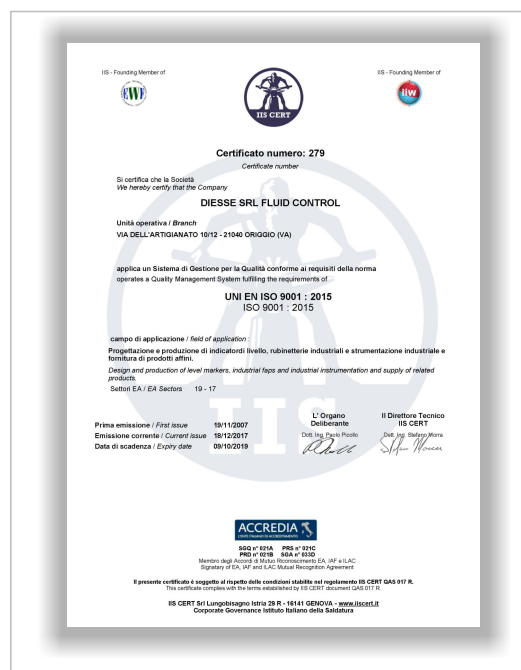 IIS - Founding Member of
IIS - Founding Member of
EWF
iiw
IIS CERT
Certificato numero: 279
Certificate number
Si certifica che la Società
We hereby certify that the Company
DIESSE SRL FLUID CONTROL
Unità operativa / Branch
VIA DELL'ARTIGIANATO 10/12 - 21040 ORIGGIO (VA)
applica un Sistema di Gestione per la Qualità conforme ai requisiti della norma
operates a Quality Management System fulfilling the requirements of
UNI EN ISO 9001 : 2015
ISO 9001 : 2015
campo di applicazione / field of application :
Progettazione e produzione di indicatordi livello, rubinetterie industriali e strumentazione industriale e
fornitura di prodotti affini.
Design and production of level markers, industrial faps and industrial instrumentation and supply of related
products.
Settori EA / EA Sectors 19 - 17
L' Organo
Deliberante
Il Direttore Tecnico
IIS CERT
Prima emissione / First issue 19/11/2007
Emissione corrente / Current issue 18/12/2017
Data di scadenza / Expiry date 09/10/2019
Dott. Ing. Paolo Picollo
Dott. Ing. Stefano Morra
IIS
ACCREDIA
L'ENTE ITALIANO DI ACCREDITAMENTO
SGQ n° 021A PRS n° 021C
PRD n° 021B SGA n° 033D
Membro degli Accordi di Mutuo Riconoscimento EA, IAF e ILAC
Signatary of EA, IAF and ILAC Mutual Recognition Agreement
Il presente certificato è soggetto al rispetto delle condizioni stabilite nel regolamento IIS CERT QAS 017 R.
This certificate complies with the terms established by IIS CERT document QAS 017 R.
IIS CERT Srl Lungobisagno Istria 29 R - 16141 GENOVA - www.iiscert.it
Corporate Governance Istituto Italiano della Saldatura